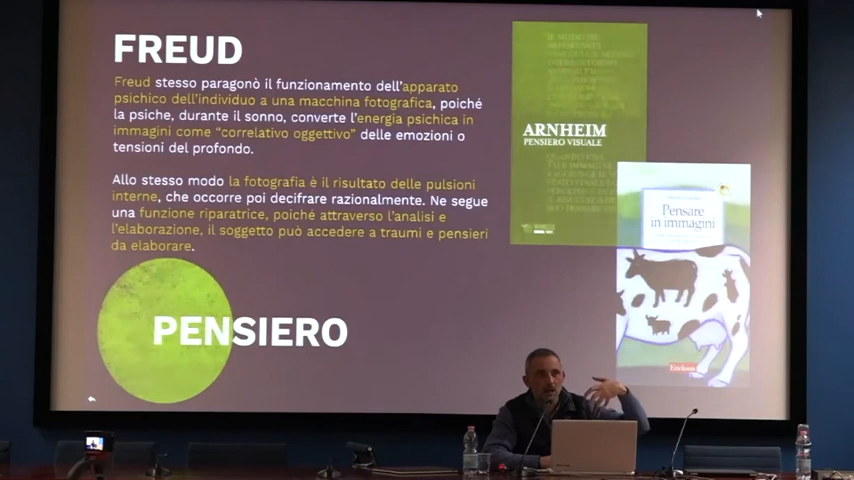 FREUD
Freud stesso paragonò il funzionamento dell'apparato
psichico dell'individuo a una macchina fotografica, poiché
la psiche, durante il sonno, converte l'energia psichica in
immagini come “correlativo oggettivo” delle emozioni o
tensioni del profondo.
Allo stesso modo la fotografia è il risultato delle pulsioni
interne, che occorre poi decifrare razionalmente. Ne segue
una funzione riparatrice, poiché attraverso l'analisi e
l'elaborazione, il soggetto può accedere a traumi e pensieri
da elaborare.
PENSIERO
ARNHEIM
PENSIERO VISUALE
Pensare
in immagini
Erickson